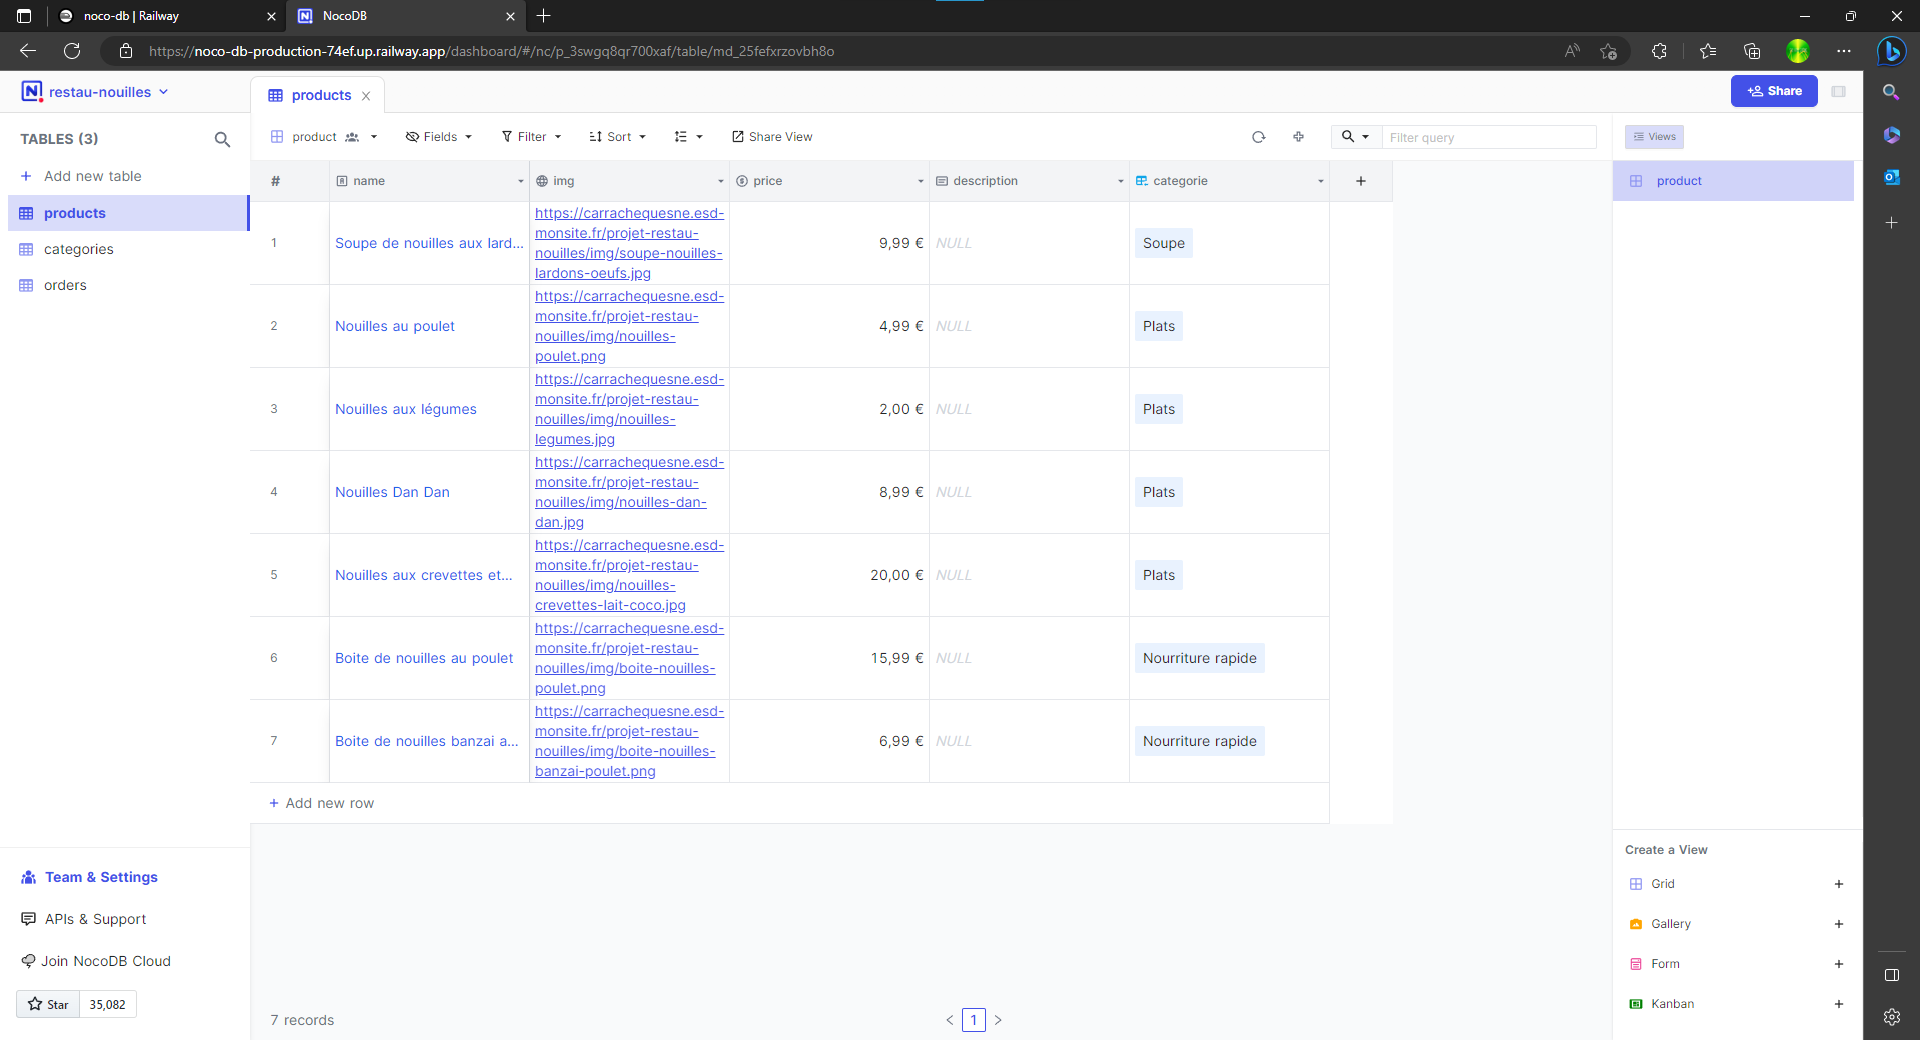 noco-db | Railway
NocoDB
https://noco-db-production-74ef.up.railway.app/dashboard/#/nc/p_3swgq8qr700xaf/table/md_25fefxrzovbh8o
restau-nouilles
products
Share
TABLES (3)
product
Fields
Filter
Sort
Share View
Filter query
Views
Add new table
products
categories
orders
# name img price description categorie
product
1 Soupe de nouilles aux lard...
https://carrachequesne.esd-
monsite.fr/projet-restau-
nouilles/img/soupe-nouilles-
lardons-oeufs.jpg
9,99 € NULL Soupe
2 Nouilles au poulet
https://carrachequesne.esd-
monsite.fr/projet-restau-
nouilles/img/nouilles-
poulet.png
4,99 € NULL Plats
3 Nouilles aux légumes
https://carrachequesne.esd-
monsite.fr/projet-restau-
nouilles/img/nouilles-
legumes.jpg
2,00 € NULL Plats
4 Nouilles Dan Dan
https://carrachequesne.esd-
monsite.fr/projet-restau-
nouilles/img/nouilles-dan-
dan.jpg
8,99 € NULL Plats
5 Nouilles aux crevettes et...
https://carrachequesne.esd-
monsite.fr/projet-restau-
nouilles/img/nouilles-
crevettes-lait-coco.jpg
20,00 € NULL Plats
6 Boite de nouilles au poulet
https://carrachequesne.esd-
monsite.fr/projet-restau-
nouilles/img/boite-nouilles-
poulet.png
15,99 € NULL Nourriture rapide
7 Boite de nouilles banzai a...
https://carrachequesne.esd-
monsite.fr/projet-restau-
nouilles/img/boite-nouilles-
banzai-poulet.png
6,99 € NULL Nourriture rapide
+ Add new row
Team & Settings
APIs & Support
Join NocoDB Cloud
Star 35,082
7 records
< 1 >
Create a View
Grid +
Gallery +
Form +
Kanban +